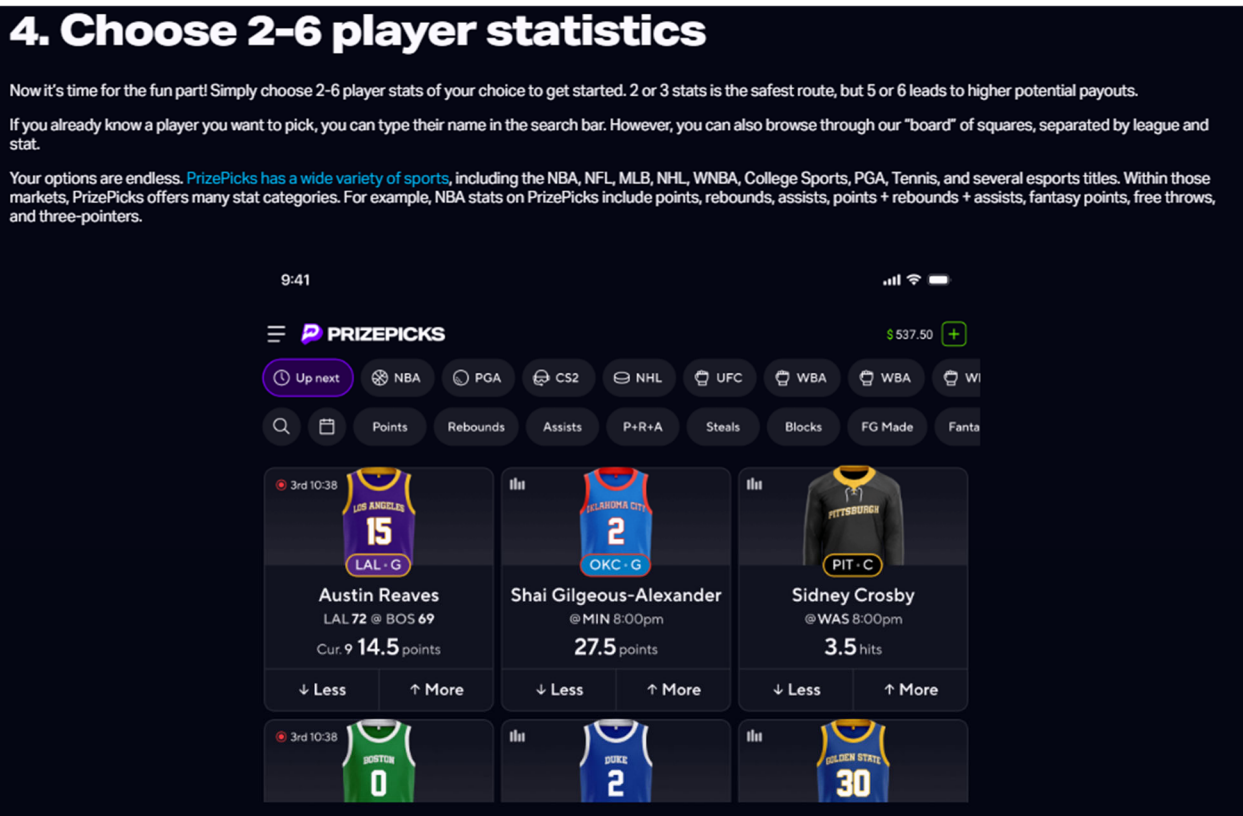 4. Choose 2-6 player statistics
Now it's time for the fun part! Simply choose 2-6 player stats of your choice to get started. 2 or 3 stats is the safest route, but 5 or 6 leads to higher potential payouts.
If you already know a player you want to pick, you can type their name in the search bar. However, you can also browse through our "board" of squares, separated by league and
stat.
Your options are endless. PrizePicks has a wide variety of sports, including the NBA, NFL, MLB, NHL, WNBA, College Sports, PGA, Tennis, and several esports titles. Within those
markets, PrizePicks offers many stat categories. For example, NBA stats on PrizePicks include points, rebounds, assists, points + rebounds + assists, fantasy points, free throws,
and three-pointers.
9:41
PRIZEPICKS $ 537.50 +
Up next NBA PGA CS2 NHL UFC WBA WBA WI
Points Rebounds Assists P+R+A Steals Blocks FG Made Fanta
3rd 10:38 LOS ANGELES OKLAHOMA CITY PITTSBURGH
15 2
LAL · G OKC · G PIT · C
Austin Reaves Shai Gilgeous-Alexander Sidney Crosby
LAL 72 @ BOS 69 @ MIN 8:00pm @ WAS 8:00pm
Cur. 9 14.5 points 27.5 points 3.5 hits
↓ Less ↑ More ↓ Less ↑ More ↓ Less ↑ More
3rd 10:38 BOSTON DUKE GOLDEN STATE
0 2 30